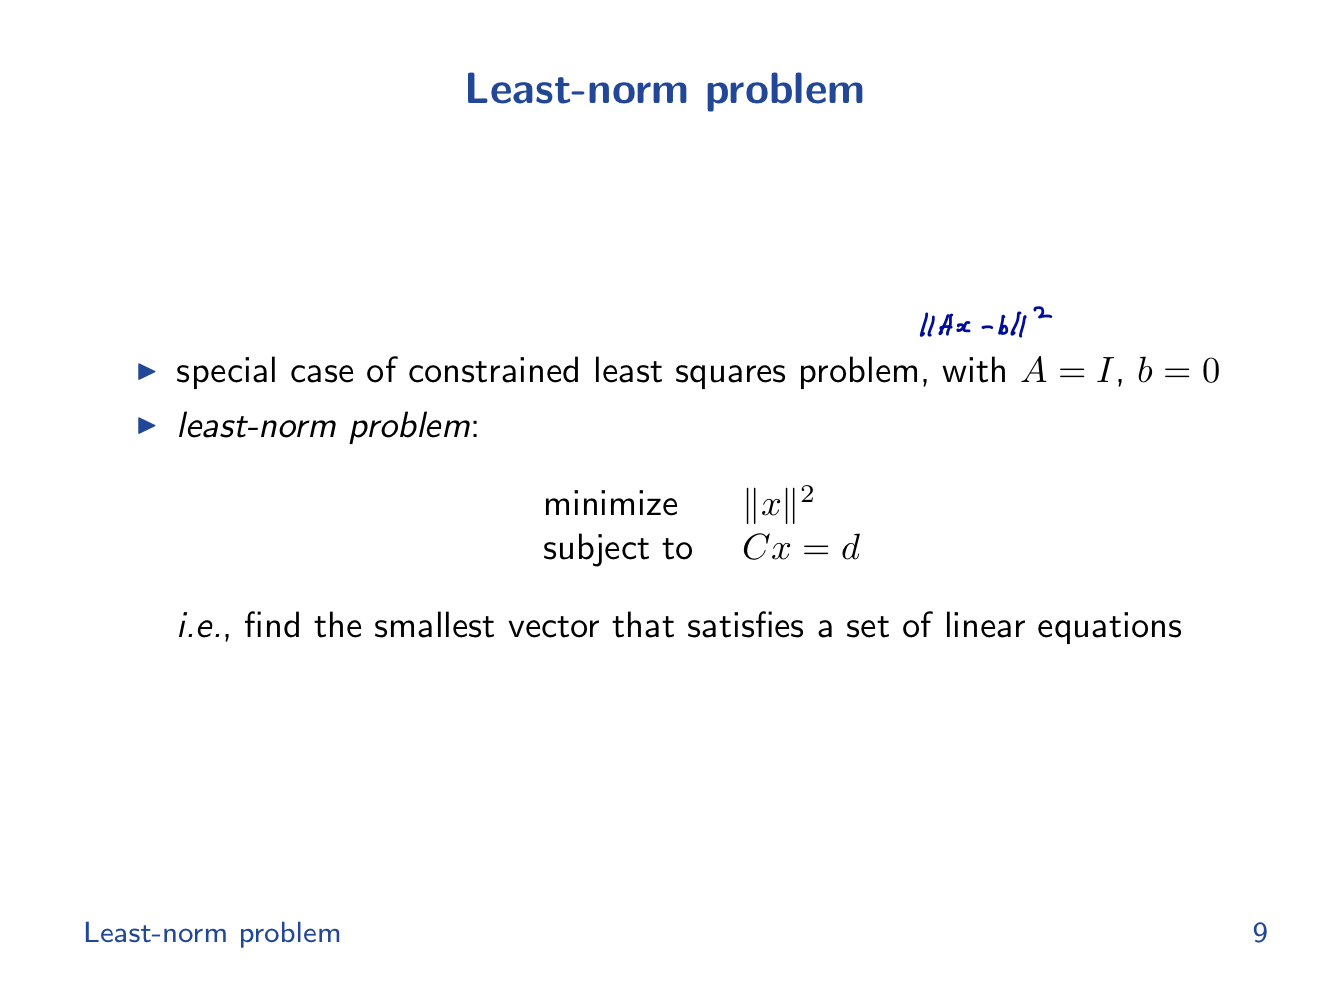 Least-norm problem
||Ax - b||²
▶ special case of constrained least squares problem, with A = I, b = 0
▶ least-norm problem:
minimize ‖x‖²
subject to Cx = d
i.e., find the smallest vector that satisfies a set of linear equations
Least-norm problem 9